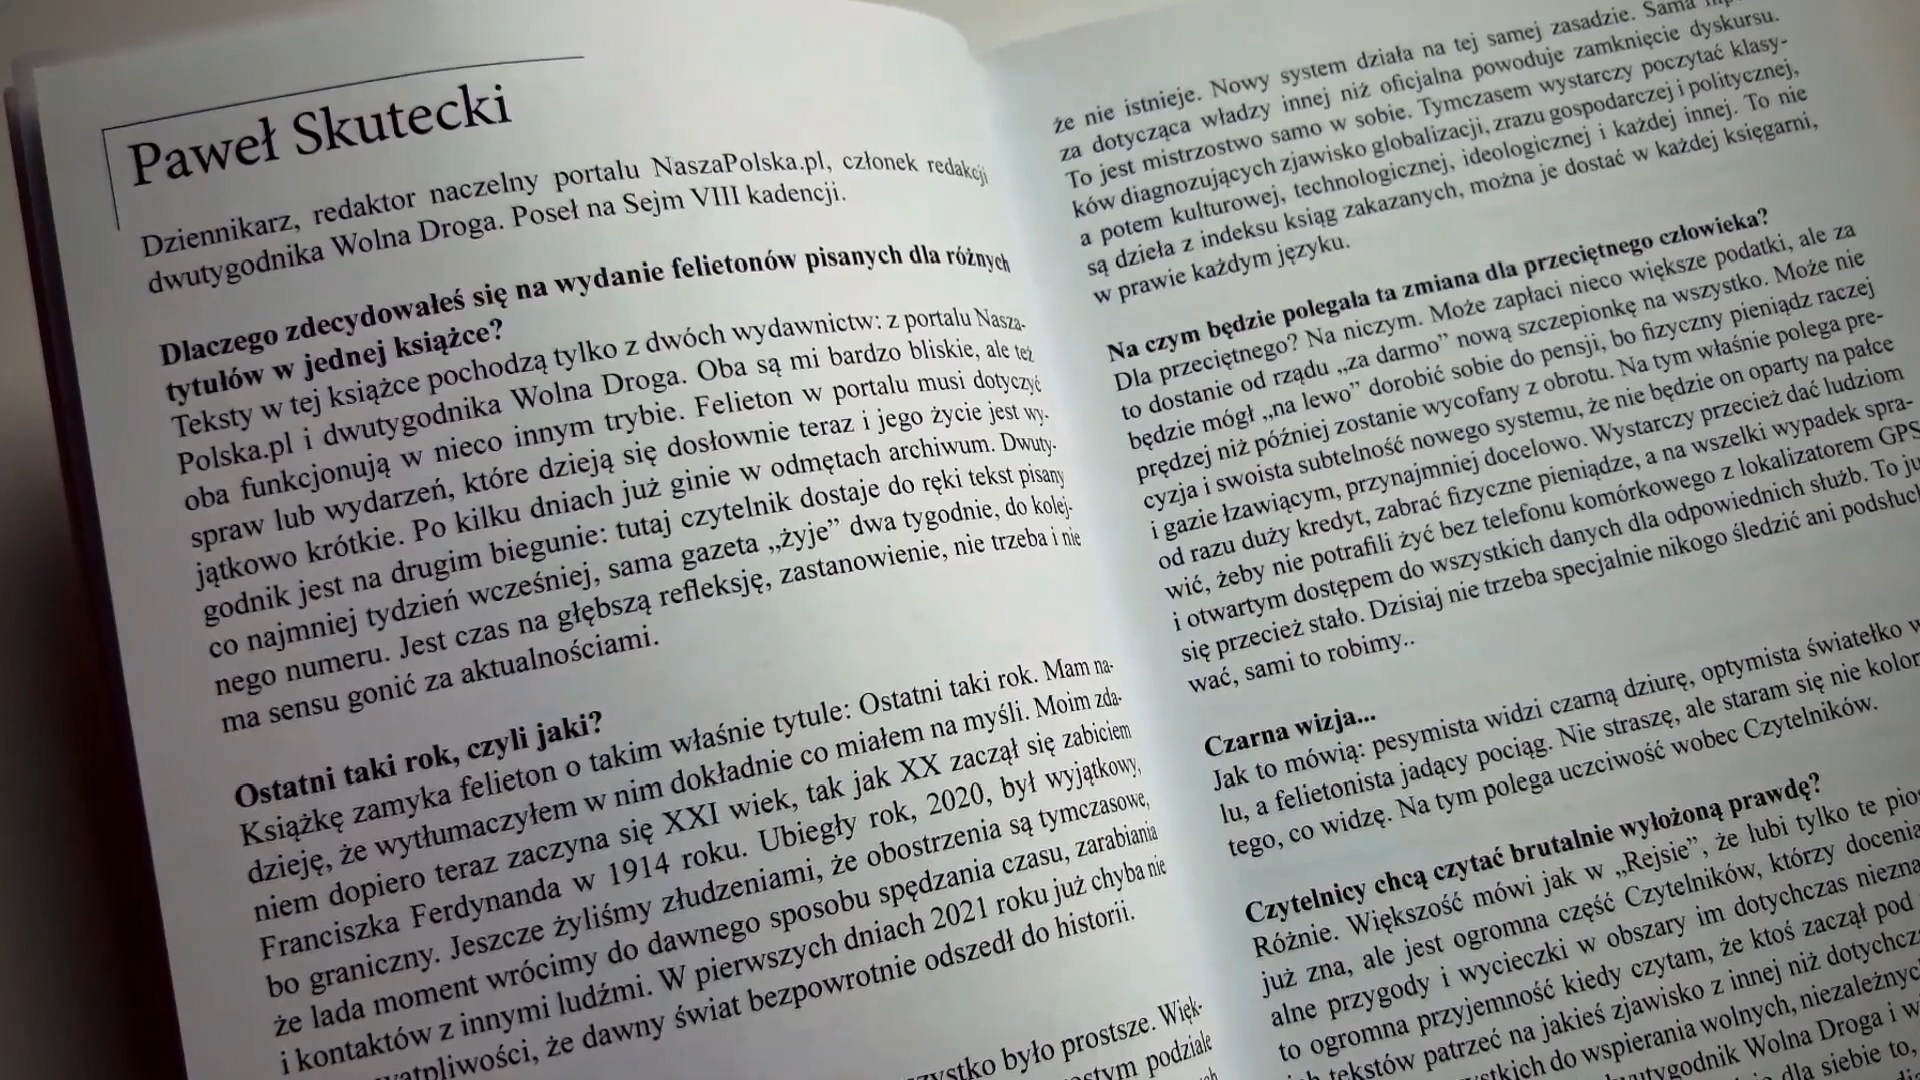 Paweł Skutecki
Dziennikarz, redaktor naczelny portalu NaszaPolska.pl, członek redakcji
dwutygodnika Wolna Droga. Poseł na Sejm VIII kadencji.
Dlaczego zdecydowałeś się na wydanie felietonów pisanych dla różnych
tytułów w jednej książce?
Teksty w tej książce pochodzą tylko z dwóch wydawnictw: z portalu Nasza-
Polska.pl i dwutygodnika Wolna Droga. Oba są mi bardzo bliskie, ale też
oba funkcjonują w nieco innym trybie. Felieton w portalu musi dotyczyć
spraw lub wydarzeń, które dzieją się dosłownie teraz i jego życie jest wy-
jątkowo krótkie. Po kilku dniach już ginie w odmętach archiwum. Dwuty-
godnik jest na drugim biegunie: tutaj czytelnik dostaje do ręki tekst pisany
co najmniej tydzień wcześniej, sama gazeta „żyje” dwa tygodnie, do kolej-
nego numeru. Jest czas na głębszą refleksję, zastanowienie, nie trzeba i nie
ma sensu gonić za aktualnościami.
Ostatni taki rok, czyli jaki?
Książkę zamyka felieton o takim właśnie tytule: Ostatni taki rok. Mam na-
dzieję, że wytłumaczyłem w nim dokładnie co miałem na myśli. Moim zda-
niem dopiero teraz zaczyna się XXI wiek, tak jak XX zaczął się zabiciem
Franciszka Ferdynanda w 1914 roku. Ubiegły rok, 2020, był wyjątkowy,
bo graniczny. Jeszcze żyliśmy złudzeniami, że obostrzenia są tymczasowe,
że lada moment wrócimy do dawnego sposobu spędzania czasu, zarabiania
i kontaktów z innymi ludźmi. W pierwszych dniach 2021 roku już chyba nie
wątpliwości, że dawny świat bezpowrotnie odszedł do historii.
było prostsze. Więk-
podziale
że nie istnieje. Nowy system działa na tej samej zasadzie. Sama
za dotycząca władzy innej niż oficjalna powoduje zamknięcie dyskursu.
To jest mistrzostwo samo w sobie. Tymczasem wystarczy poczytać klasy-
ków diagnozujących zjawisko globalizacji, zrazu gospodarczej i politycznej,
a potem kulturowej, technologicznej, ideologicznej i każdej innej. To nie
są dzieła z indeksu ksiąg zakazanych, można je dostać w każdej księgarni,
w prawie każdym języku.
Na czym będzie polegała ta zmiana dla przeciętnego człowieka?
Dla przeciętnego? Na niczym. Może zapłaci nieco większe podatki, ale za
to dostanie od rządu „za darmo” nową szczepionkę na wszystko. Może nie
będzie mógł „na lewo” dorobić sobie do pensji, bo fizyczny pieniądz raczej
prędzej niż później zostanie wycofany z obrotu. Na tym właśnie polega pre-
cyzja i swoista subtelność nowego systemu, że nie będzie on oparty na pałce
i gazie łzawiącym, przynajmniej docelowo. Wystarczy przecież dać ludziom
od razu duży kredyt, zabrać fizyczne pieniądze, a na wszelki wypadek spra-
wić, żeby nie potrafili żyć bez telefonu komórkowego z lokalizatorem GPS
i otwartym dostępem do wszystkich danych dla odpowiednich służb. To
się przecież stało. Dzisiaj nie trzeba specjalnie nikogo śledzić ani
wać, sami to robimy..
Czarna wizja...
Jak to mówią: pesymista widzi czarną dziurę, optymista światełko w
lu, a felietonista jadący pociąg. Nie straszę, ale staram się nie
tego, co widzę. Na tym polega uczciwość wobec Czytelników.
Czytelnicy chcą czytać brutalnie wyłożoną prawdę?
Różnie. Większość mówi jak w „Rejsie”, że lubi tylko te
już zna, ale jest ogromna część Czytelników, którzy
alne przygody i wycieczki w obszary im dotychczas
to ogromna przyjemność kiedy czytam, że ktoś zaczął pod
tekstów patrzeć na jakieś zjawisko z innej niż
do wspierania wolnych,
Wolna Droga i
dla siebie to,